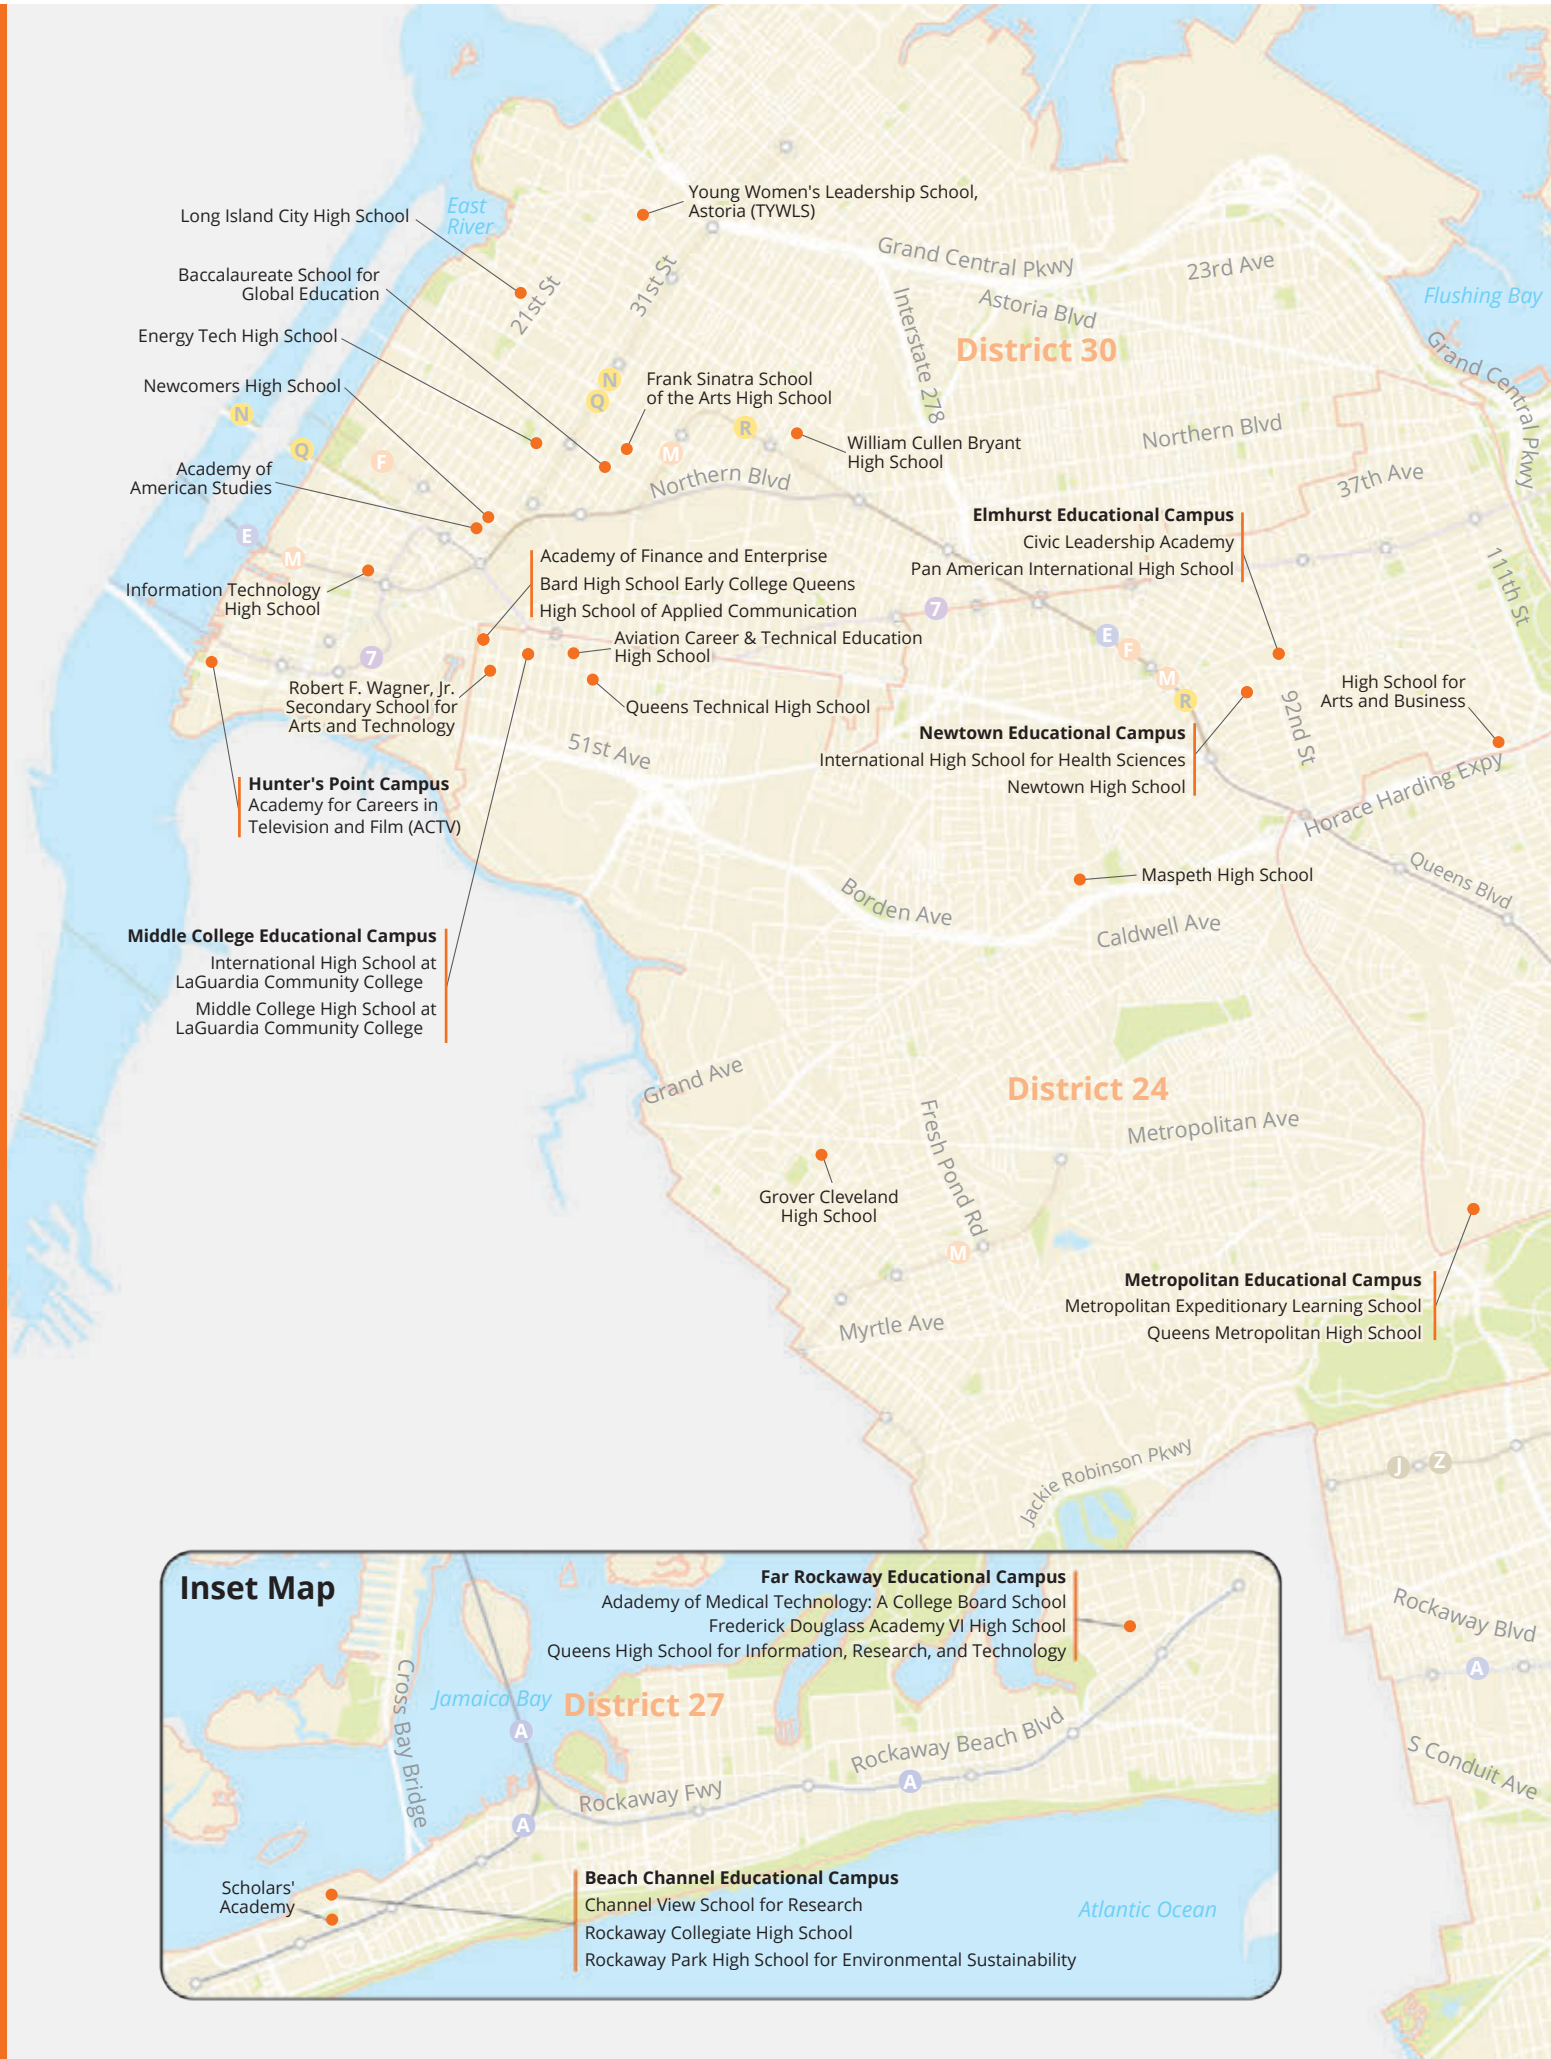 Young Women's Leadership School,
Astoria (TYWLS)
Long Island City High School
East
River
Grand Central Pkwy
23rd Ave
Baccalaureate School for
Global Education
21st St
31st St
Interstate 278
Astoria Blvd
Flushing Bay
Energy Tech High School
District 30
Grand Central Pkwy
Newcomers High School
N
Q
Frank Sinatra School
of the Arts High School
N
Q
R
F
M
William Cullen Bryant
High School
Northern Blvd
Academy of
American Studies
Northern Blvd
37th Ave
E
M
Elmhurst Educational Campus
Civic Leadership Academy
Pan American International High School
111th St
Information Technology
High School
Academy of Finance and Enterprise
Bard High School Early College Queens
High School of Applied Communication
7
Aviation Career & Technical Education
High School
E
F
M
R
7
Robert F. Wagner, Jr.
Secondary School for
Arts and Technology
Queens Technical High School
92nd St
High School for
Arts and Business
51st Ave
Newtown Educational Campus
International High School for Health Sciences
Newtown High School
Horace Harding Expy
Hunter's Point Campus
Academy for Careers in
Television and Film (ACTV)
Queens Blvd
Maspeth High School
Borden Ave
Caldwell Ave
Middle College Educational Campus
International High School at
LaGuardia Community College
Middle College High School at
LaGuardia Community College
Grand Ave
District 24
Fresh Pond Rd
Metropolitan Ave
Grover Cleveland
High School
M
Metropolitan Educational Campus
Metropolitan Expeditionary Learning School
Queens Metropolitan High School
Myrtle Ave
Jackie Robinson Pkwy
J
Z
Rockaway Blvd
A
S Conduit Ave
Inset Map
Far Rockaway Educational Campus
Adademy of Medical Technology: A College Board School
Frederick Douglass Academy VI High School
Queens High School for Information, Research, and Technology
Cross Bay Bridge
Jamaica Bay
District 27
A
Rockaway Beach Blvd
A
Rockaway Fwy
A
Scholars'
Academy
Beach Channel Educational Campus
Channel View School for Research
Rockaway Collegiate High School
Rockaway Park High School for Environmental Sustainability
Atlantic Ocean